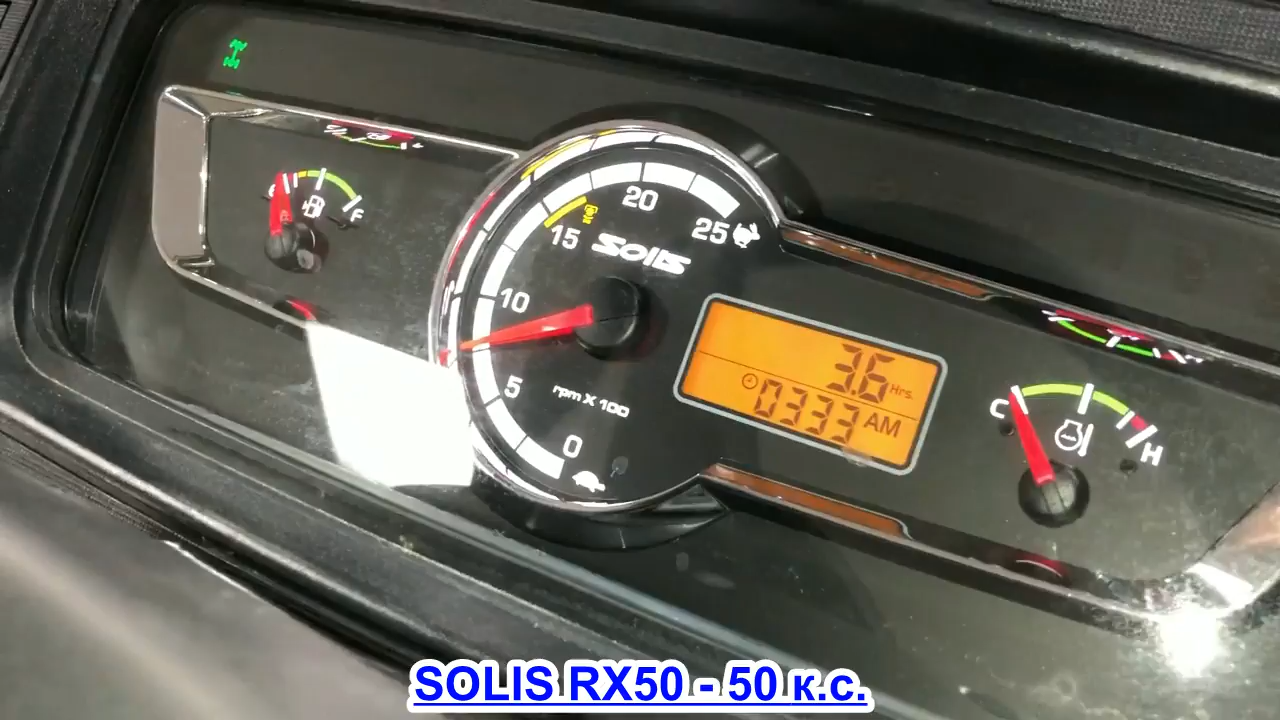 F
0
5
10
15
20
25
SOLIS
rpm X 100
3.6 Hrs.
0333 AM
C
H
SOLIS RX50 - 50 к.с.